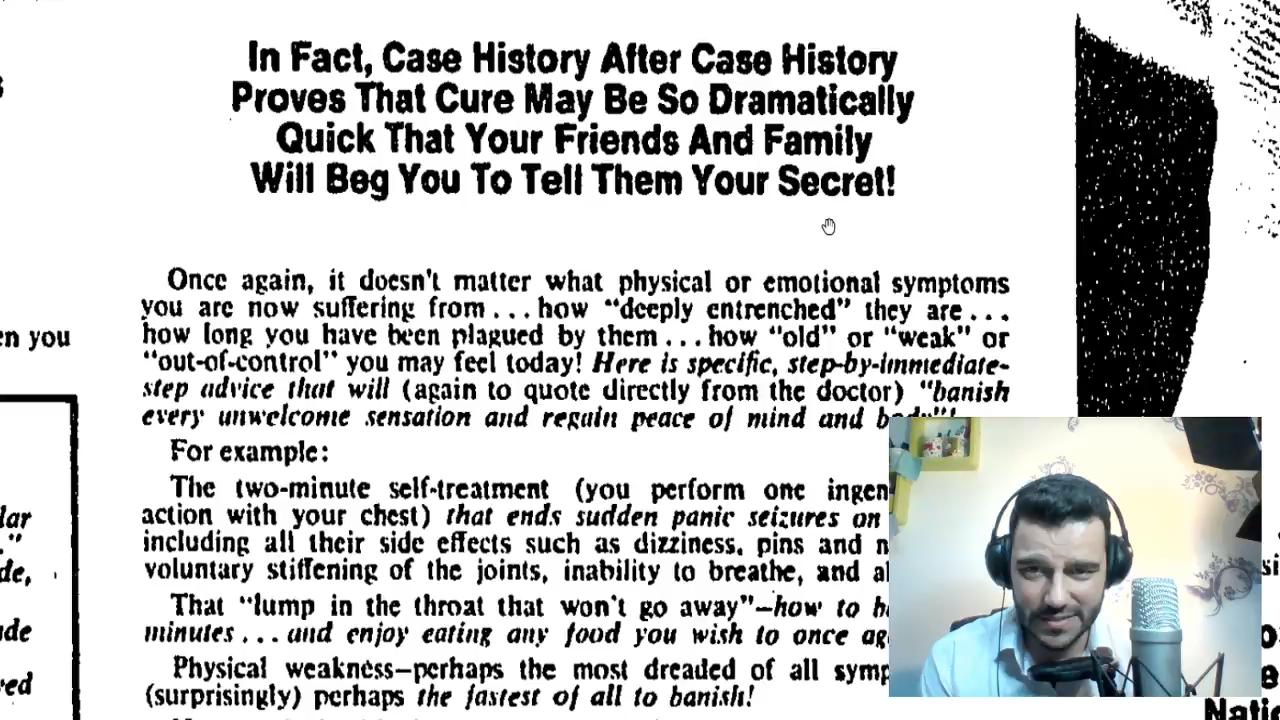 In Fact, Case History After Case History
Proves That Cure May Be So Dramatically
Quick That Your Friends And Family
Will Beg You To Tell Them Your Secret!
Once again, it doesn't matter what physical or emotional symptoms
you are now suffering from...how "deeply entrenched" they are...
how long you have been plagued by them...how "old" or "weak" or
"out-of-control" you may feel today! Here is specific, step-by-immediate-
step advice that will (again to quote directly from the doctor) "banish
every unwelcome sensation and regain peace of mind and body"!
For example:
The two-minute self-treatment (you perform one
action with your chest) that ends sudden panic seizures on
including all their side effects such as dizziness, pins and
voluntary stiffening of the joints, inability to breathe, and
That "lump in the throat that won't go away"—how to
minutes...and enjoy eating any food you wish to once
Physical weakness—perhaps the most dreaded of all
(surprisingly) perhaps the fastest of all to banish!
en you